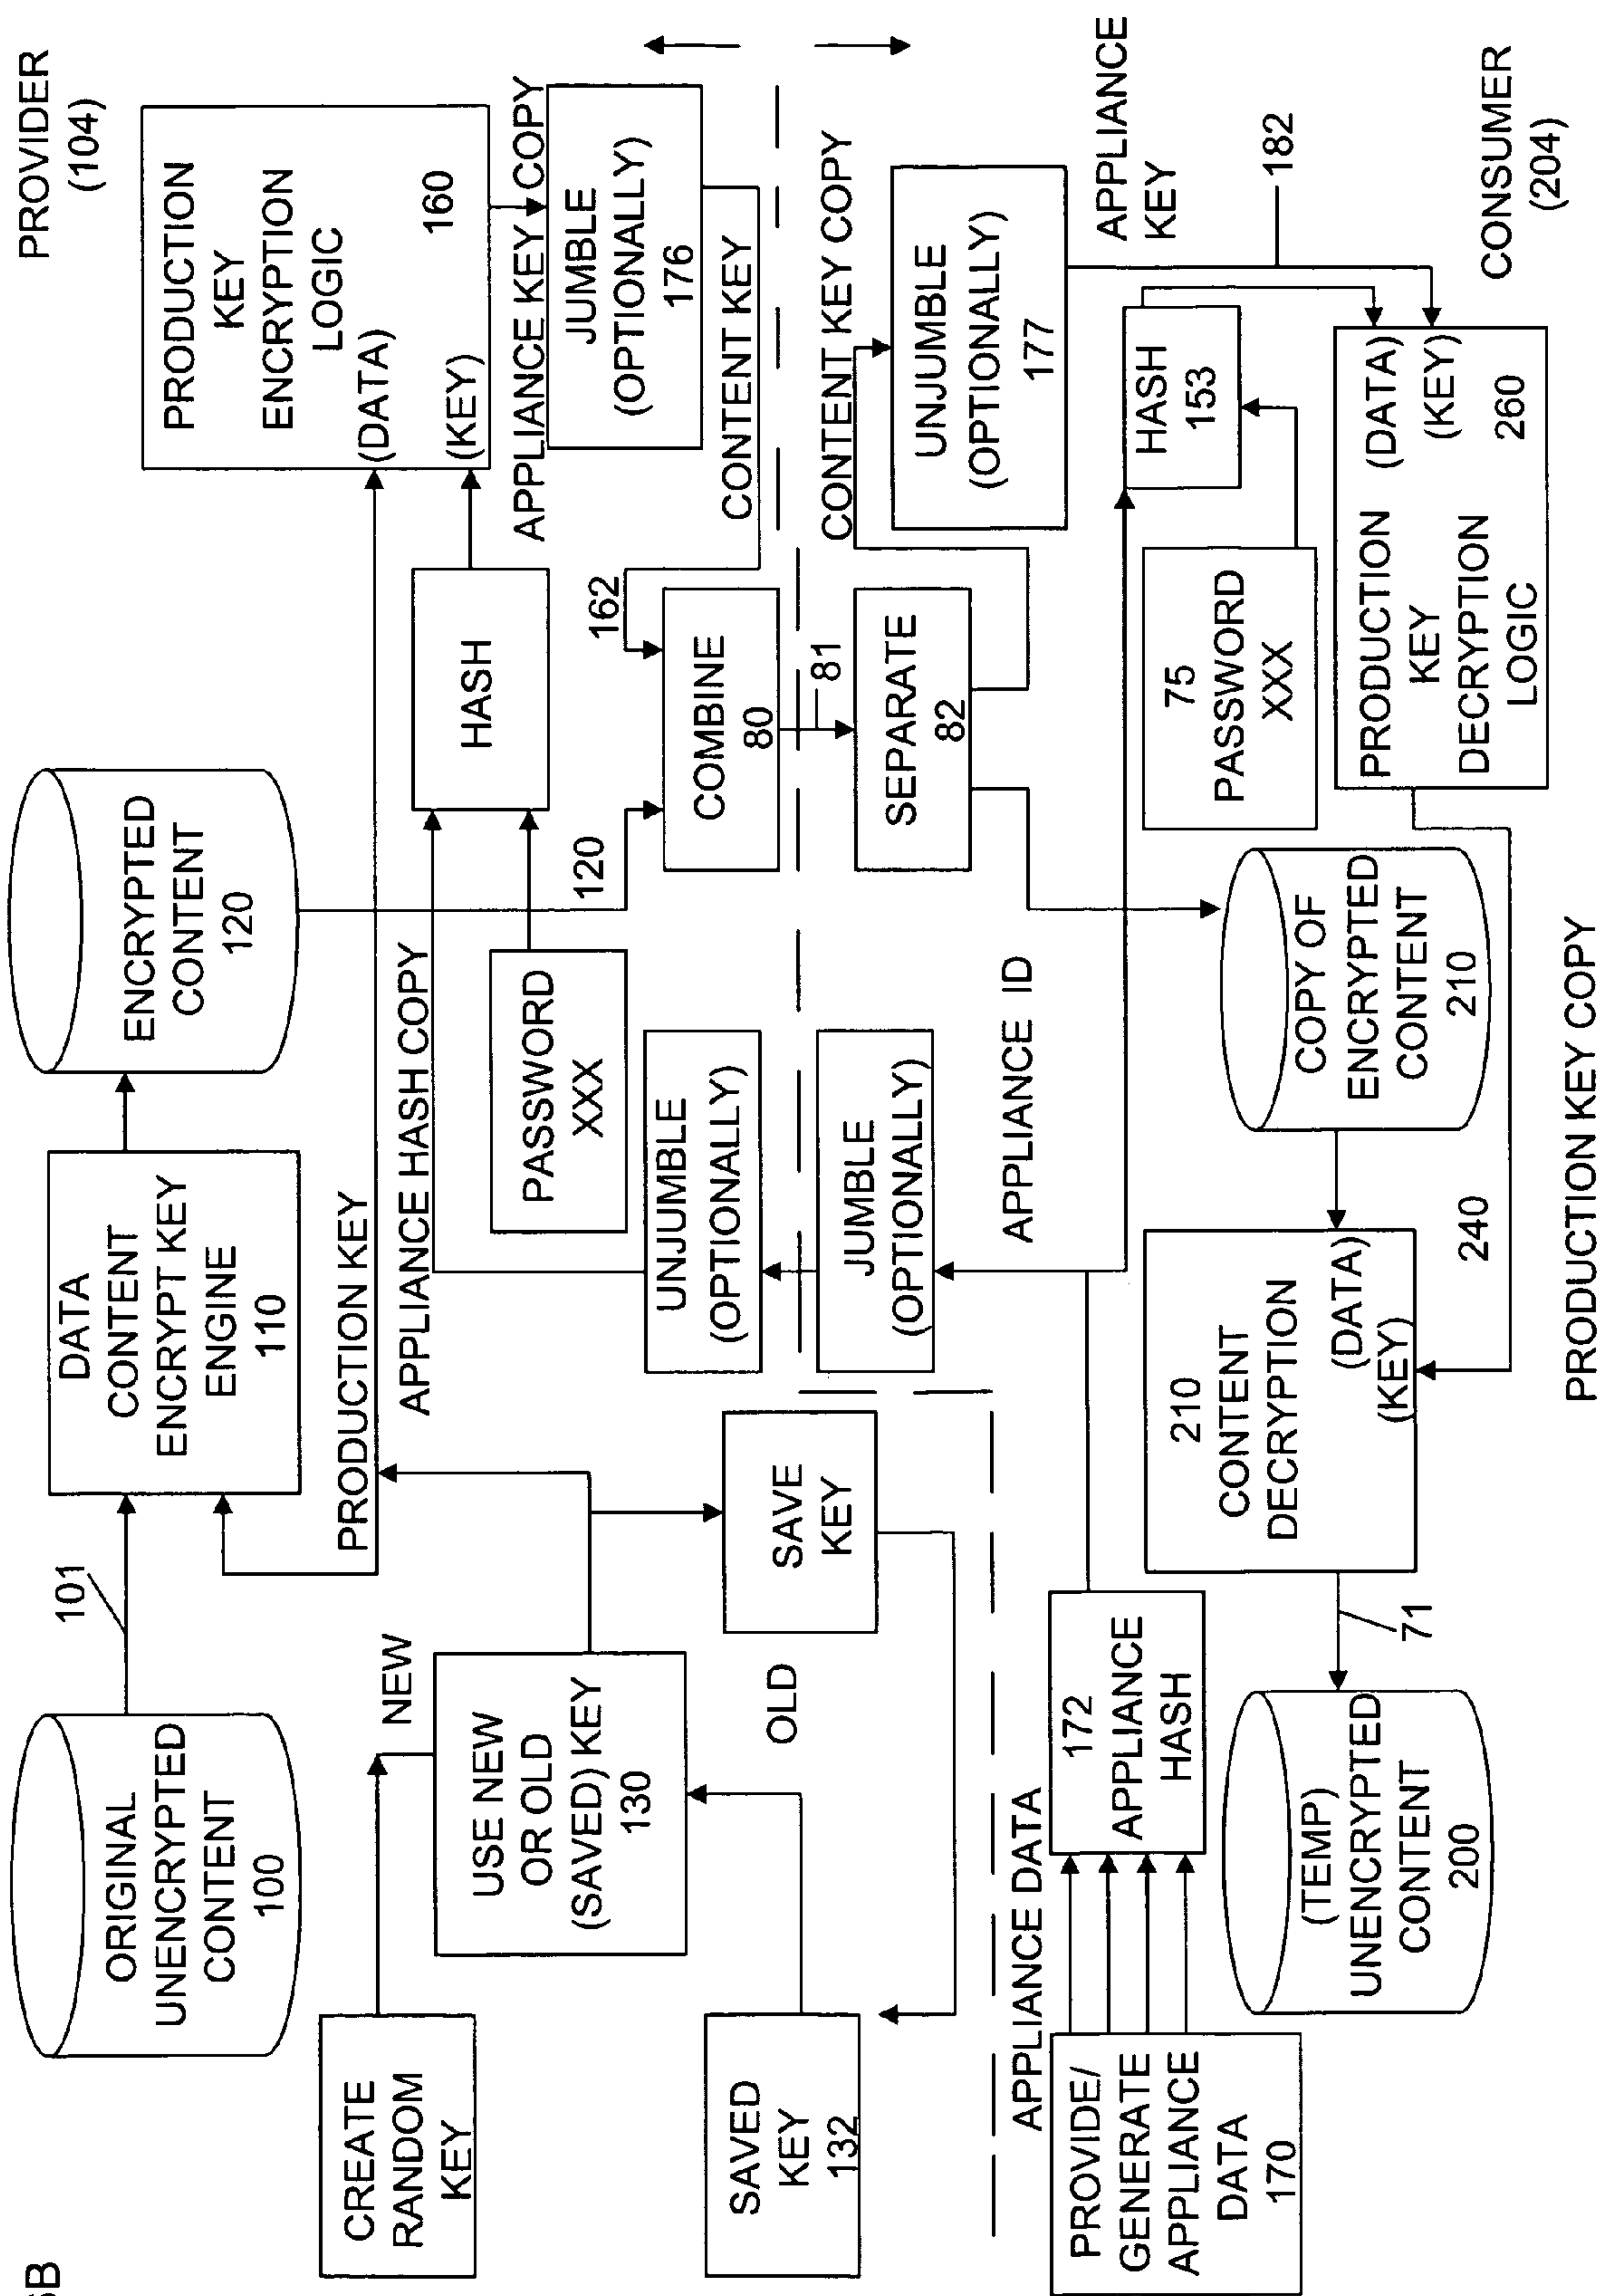 PROVIDER
(104)
ORIGINAL
UNENCRYPTED
CONTENT
100
101
DATA
CONTENT
ENCRYPT KEY
ENGINE
110
ENCRYPTED
CONTENT
120
PRODUCTION
KEY
ENCRYPTION
LOGIC
(DATA)
160
(KEY)
CREATE
RANDOM
KEY
NEW
PRODUCTION KEY
APPLIANCE HASH COPY
HASH
APPLIANCE KEY COPY
USE NEW
OR OLD
(SAVED) KEY
130
PASSWORD
XXX
120
162
JUMBLE
(OPTIONALLY)
176
CONTENT KEY
SAVED
KEY
132
OLD
SAVE
KEY
UNJUMBLE
(OPTIONALLY)
COMBINE
80
81
JUMBLE
(OPTIONALLY)
SEPARATE
82
CONTENT KEY COPY
UNJUMBLE
(OPTIONALLY)
177
APPLIANCE DATA
APPLIANCE ID
APPLIANCE
KEY
PROVIDE/
GENERATE
APPLIANCE
DATA
170
172
APPLIANCE
HASH
75
PASSWORD
XXX
HASH
153
182
(TEMP)
UNENCRYPTED
CONTENT
200
71
210
CONTENT
DECRYPTION
(DATA)
(KEY)
COPY OF
ENCRYPTED
CONTENT
210
240
PRODUCTION
KEY
DECRYPTION
LOGIC
(DATA)
(KEY)
260
CONSUMER
(204)
PRODUCTION KEY COPY